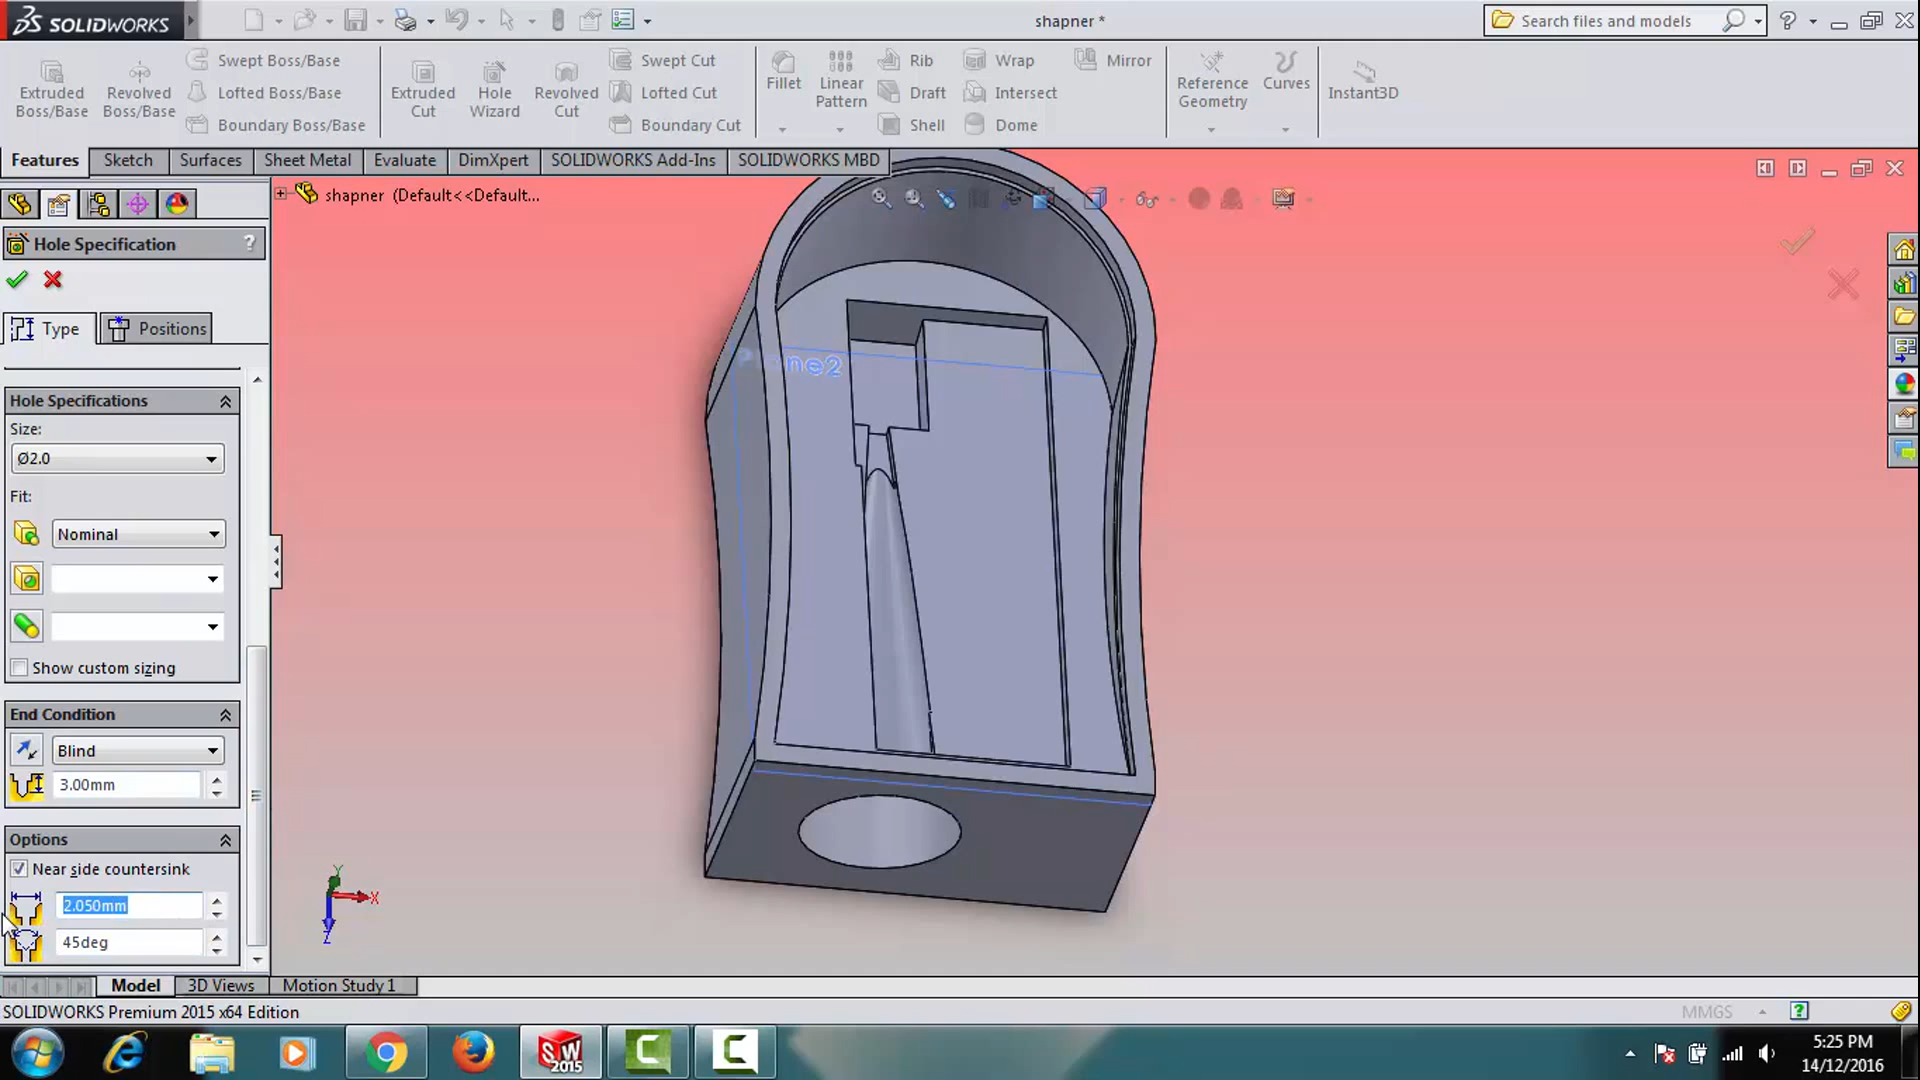 SOLIDWORKS
shapner *
Search files and models
Extruded Boss/Base
Revolved Boss/Base
Swept Boss/Base
Lofted Boss/Base
Boundary Boss/Base
Extruded Cut
Hole Wizard
Revolved Cut
Swept Cut
Lofted Cut
Boundary Cut
Fillet
Linear Pattern
Rib
Draft
Shell
Wrap
Intersect
Dome
Mirror
Reference Geometry
Curves
Instant3D
Features
Sketch
Surfaces
Sheet Metal
Evaluate
DimXpert
SOLIDWORKS Add-Ins
SOLIDWORKS MBD
shapner (Default<<Default...
Hole Specification
?
Type
Positions
Hole Specifications
Size:
Ø2.0
Fit:
Nominal
Show custom sizing
End Condition
Blind
3.00mm
Options
Near side countersink
2.050mm
45deg
Y
X
Z
Model
3D Views
Motion Study 1
SOLIDWORKS Premium 2015 x64 Edition
MMGS
SW
2015
5:25 PM
14/12/2016